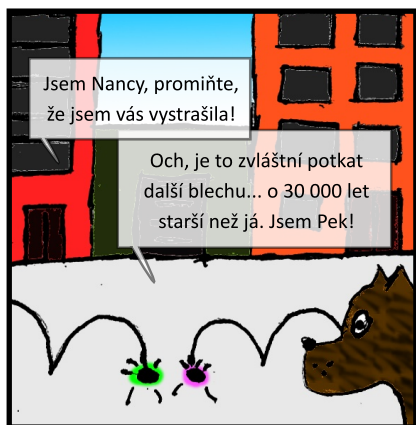 Jsem Nancy, promiňte,
že jsem vás vystrašila!
Och, je to zvláštní potkat
další blechu... o 30 000 let
starší než já. Jsem Pek!